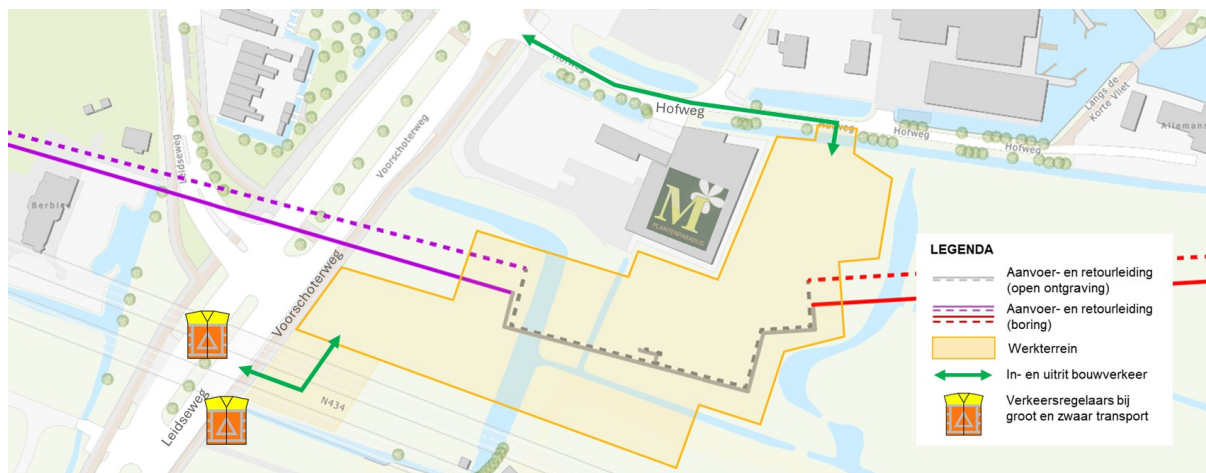 Hofweg
Hofweg
Hofweg
Hofweg
Hofweg
Langs de
Korte Vliet
Alleman
Leidseweg
Voorschoterweg
Berbice
M
PLANTENPARADIJS
Voorschoterweg
Leidseweg
N434
LEGENDA
Aanvoer- en retourleiding
(open ontgraving)
Aanvoer- en retourleiding
(boring)
Werkterrein
In- en uitrit bouwverkeer
Verkeersregelaars bij
groot en zwaar transport